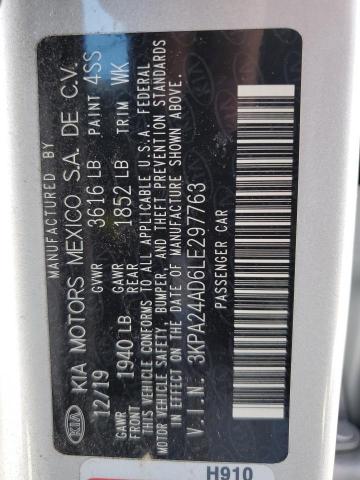 MANUFACTURED BY
KIA KIA MOTORS MEXICO S.A. DE C.V.
12/19 GVWR 3616 LB PAINT 4SS
GAWR FRONT 1940 LB GAWR REAR 1852 LB TRIM WK
THIS VEHICLE CONFORMS TO ALL APPLICABLE U.S.A. FEDERAL
MOTOR VEHICLE SAFETY, BUMPER, AND THEFT PREVENTION STANDARDS
IN EFFECT ON THE DATE OF MANUFACTURE SHOWN ABOVE.
V.I.N: 3KPA24AD6LE297763
PASSENGER CAR
H910